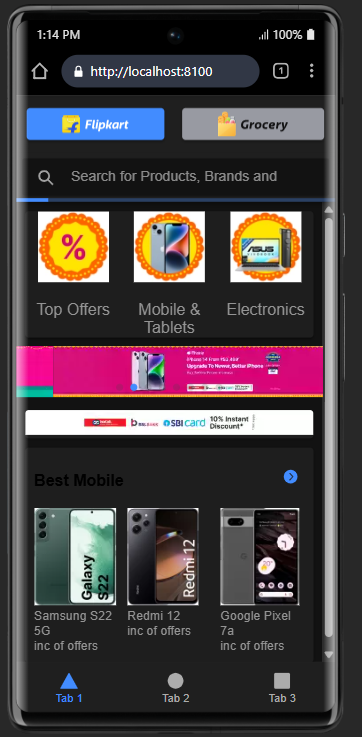 1:14 PM 100%
http://localhost:8100 1
Flipkart Grocery
Search for Products, Brands and
%
ASUS
Top Offers Mobile & Electronics
Tablets
iPhone
Upgrade To Newer, Better iPhone
BOBCARD SBI card 10% Instant
Discount*
Best Mobile
Galaxy
S22
Redmi 12
Samsung S22 Redmi 12 Google Pixel
5G inc of offers 7a
inc of offers inc of offers
Tab 1 Tab 2 Tab 3